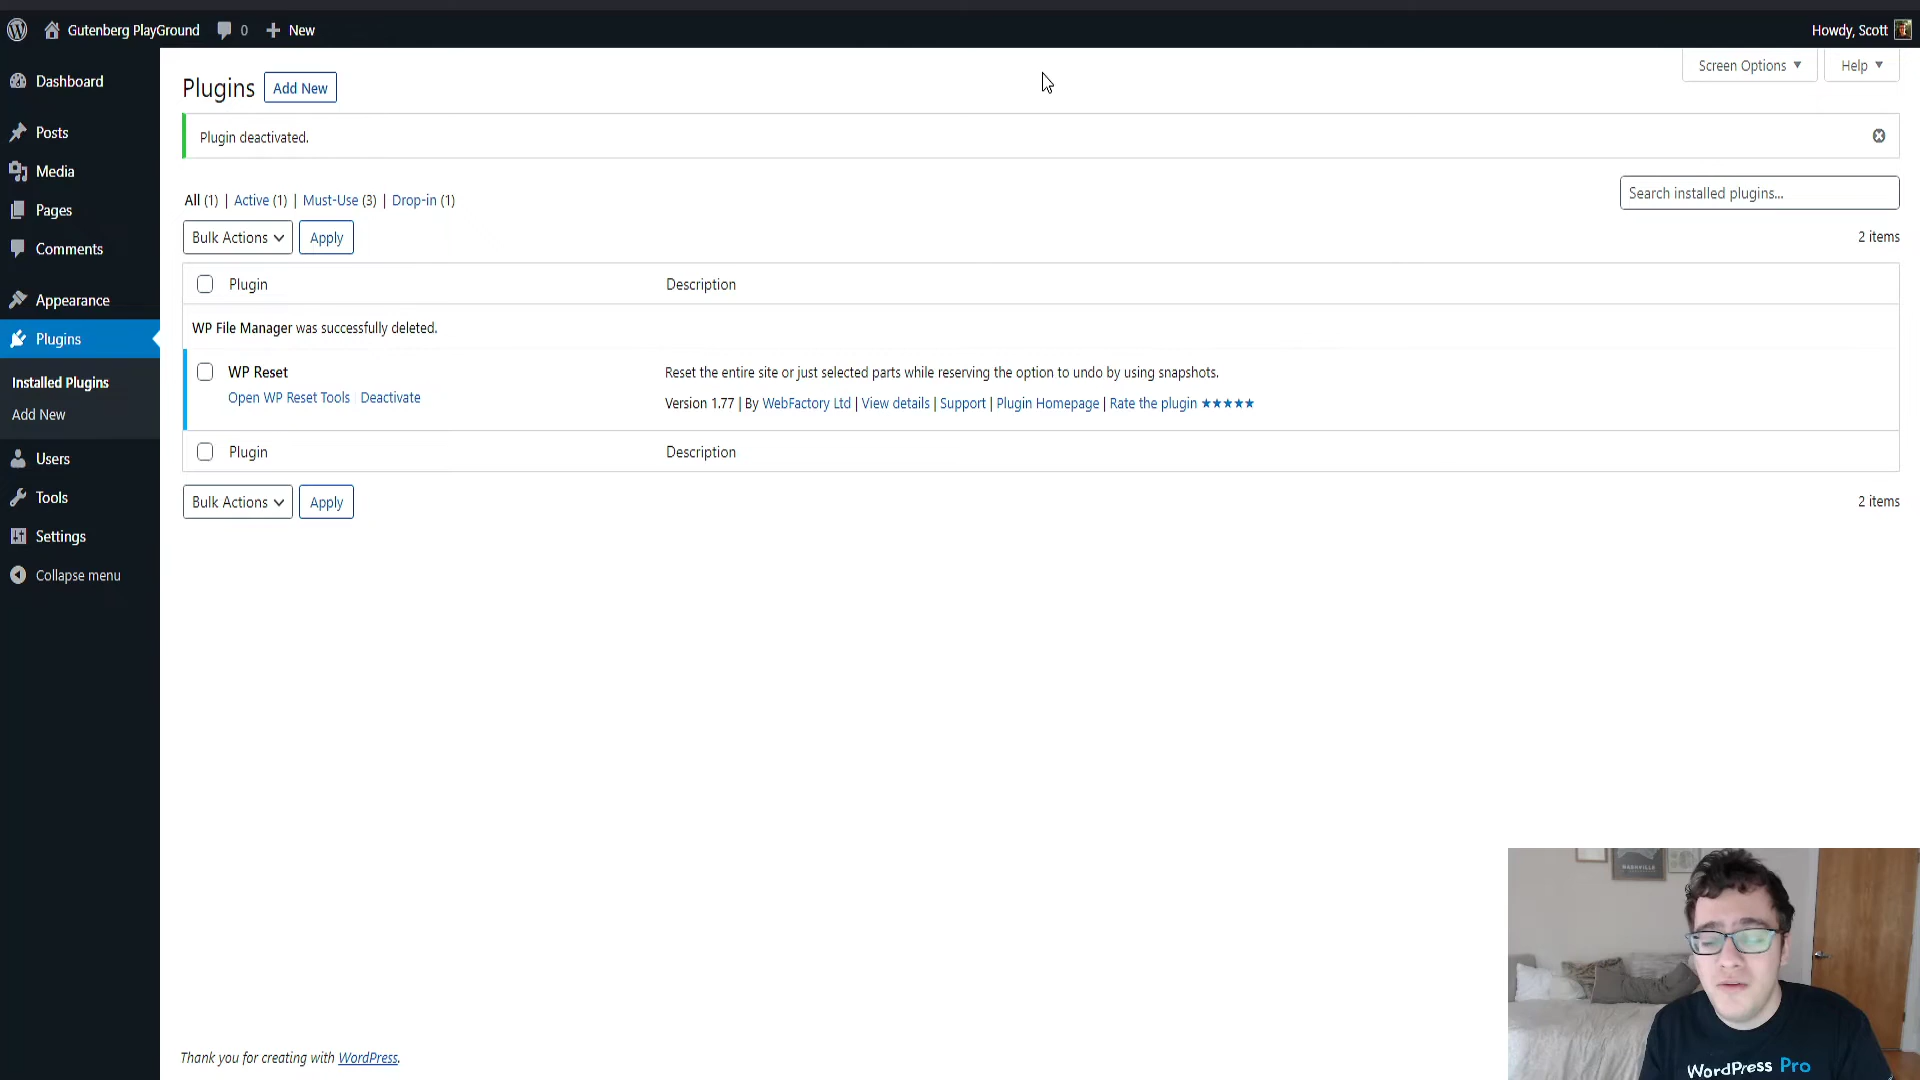 Gutenberg PlayGround 0 New Howdy, Scott
Dashboard
Posts
Media
Pages
Comments
Appearance
Plugins
Installed Plugins
Add New
Users
Tools
Settings
Collapse menu
Screen Options Help
Plugins Add New
Plugin deactivated.
All (1) | Active (1) | Must-Use (3) | Drop-in (1)
Search installed plugins...
Bulk Actions Apply 2 items
Plugin Description
WP File Manager was successfully deleted.
WP Reset Reset the entire site or just selected parts while reserving the option to undo by using snapshots.
Open WP Reset Tools | Deactivate Version 1.77 | By WebFactory Ltd | View details | Support | Plugin Homepage | Rate the plugin ★★★★★
Plugin Description
Bulk Actions Apply 2 items
NASHVILLE
WordPress Pro
Thank you for creating with WordPress.